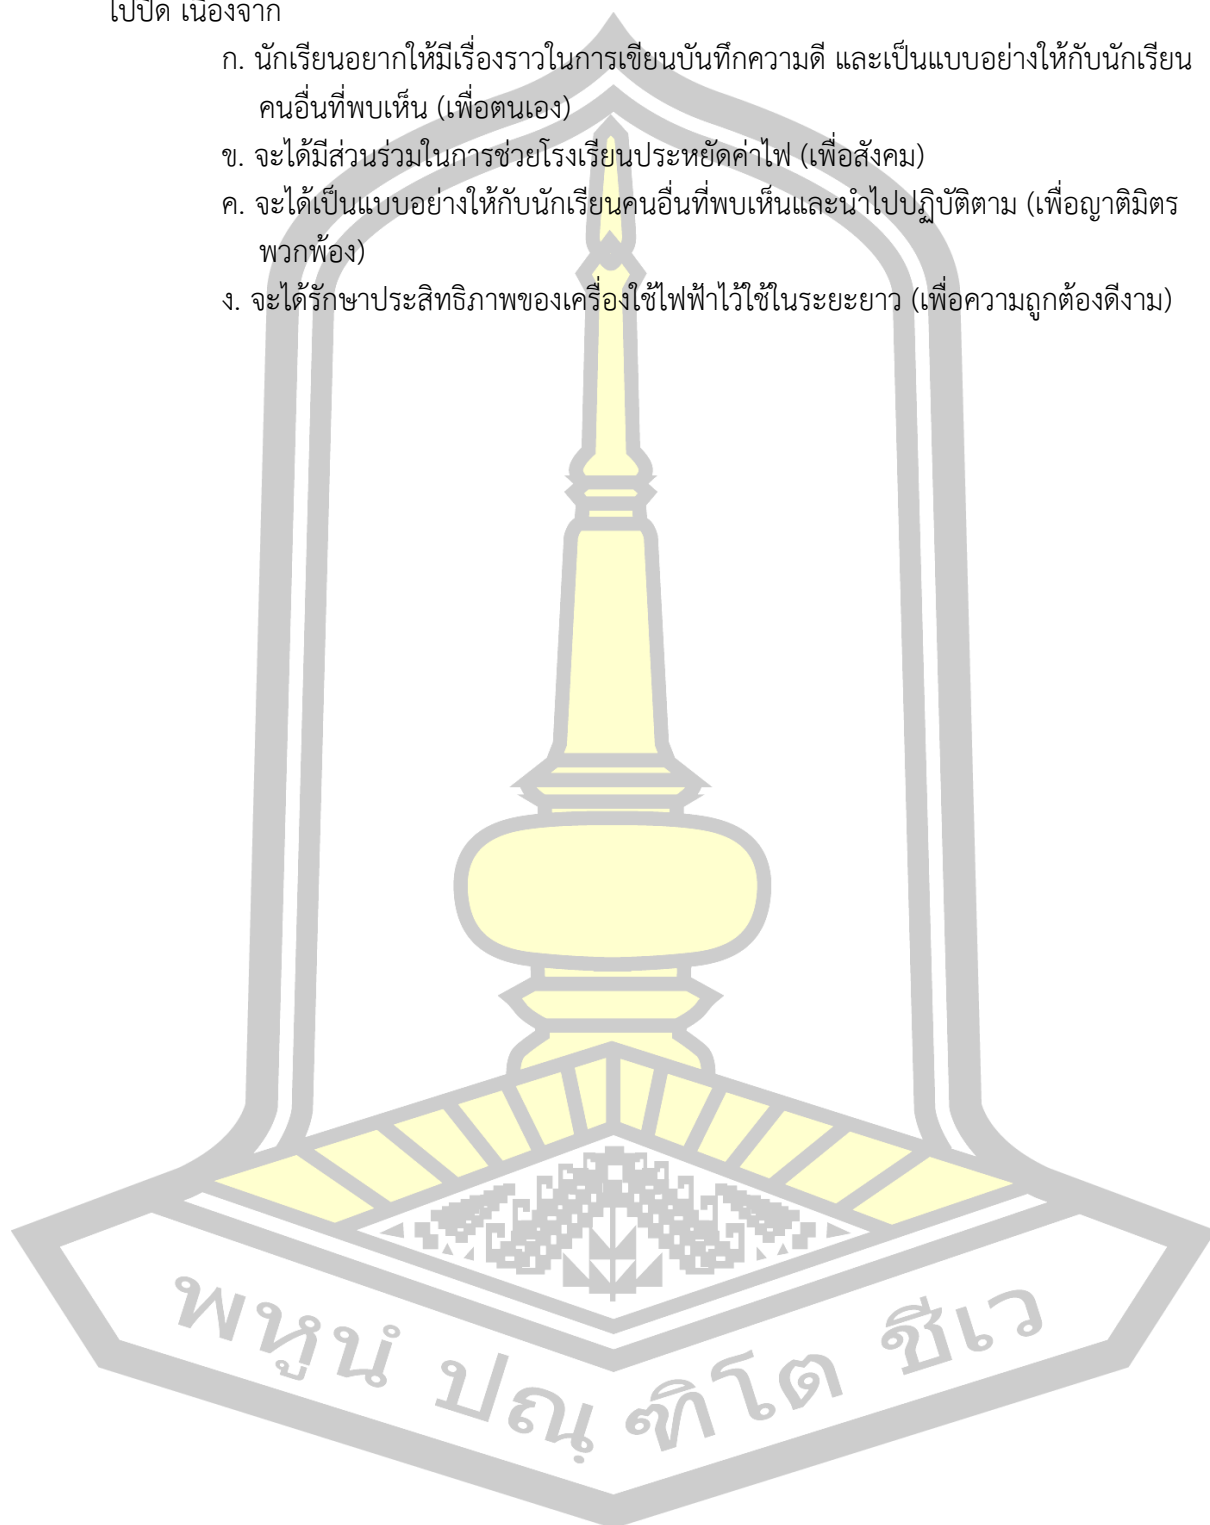 ไปปิด เนื่องจาก
ก. นักเรียนอยากให้มีเรื่องราวในการเขียนบันทึกความดี และเป็นแบบอย่างให้กับนักเรียน
คนอื่นที่พบเห็น (เพื่อตนเอง)
ข. จะได้มีส่วนร่วมในการช่วยโรงเรียนประหยัดค่าไฟ (เพื่อสังคม)
ค. จะได้เป็นแบบอย่างให้กับนักเรียนคนอื่นที่พบเห็นและนำไปปฏิบัติตาม (เพื่อญาติมิตร
พวกพ้อง)
ง. จะได้รักษาประสิทธิภาพของเครื่องใช้ไฟฟ้าไว้ใช้ในระยะยาว (เพื่อความถูกต้องดีงาม)
พหูนํ ปณฺฑิโต ชีเว